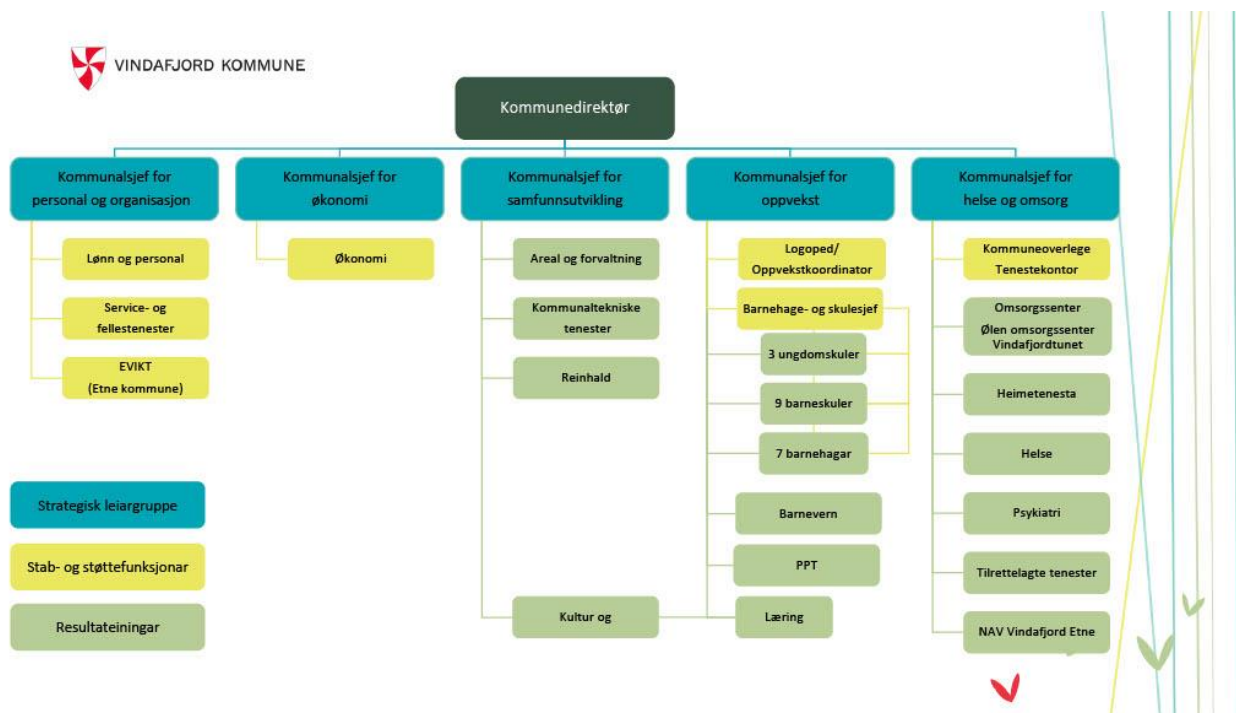 VINDAFJORD KOMMUNE
Kommunedirektør
Kommunalsjef for
personal og organisasjon
Lønn og personal
Service- og
fellestenester
EVIKT
(Etne kommune)
Kommunalsjef for
økonomi
Økonomi
Kommunalsjef for
samfunnsutvikling
Areal og forvaltning
Kommunaltekniske
tenester
Reinhald
Kultur og
Kommunalsjef for
oppvekst
Logoped/
Oppvekstkoordinator
Barnehage- og skulesjef
3 ungdomskuler
9 barneskuler
7 barnehagar
Barnevern
PPT
Læring
Kommunalsjef for
helse og omsorg
Kommuneoverlege
Tenestekontor
Omsorgssenter
Ølen omsorgssenter
Vindafjordtunet
Heimetenesta
Helse
Psykiatri
Tilrettelagte tenester
NAV Vindafjord Etne
Strategisk leiargruppe
Stab- og støttefunksjonar
Resultateiningar